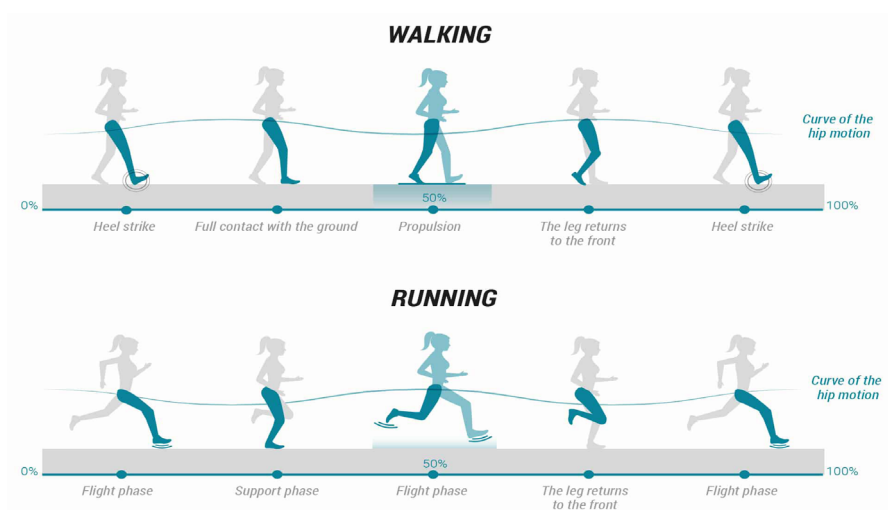 WALKING
Curve of the
hip motion
0%
50%
100%
Heel strike
Full contact with the ground
Propulsion
The leg returns
to the front
Heel strike
RUNNING
Curve of the
hip motion
0%
50%
100%
Flight phase
Support phase
Flight phase
The leg returns
to the front
Flight phase